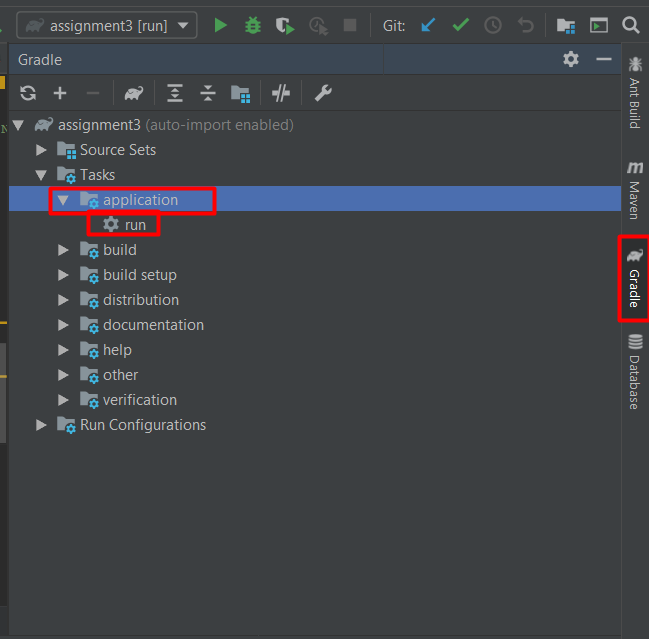 assignment3 [run]
Git:
Gradle
assignment3 (auto-import enabled)
Source Sets
Tasks
application
run
build
build setup
distribution
documentation
help
other
verification
Run Configurations
Ant Build
m
Maven
Gradle
Database
N